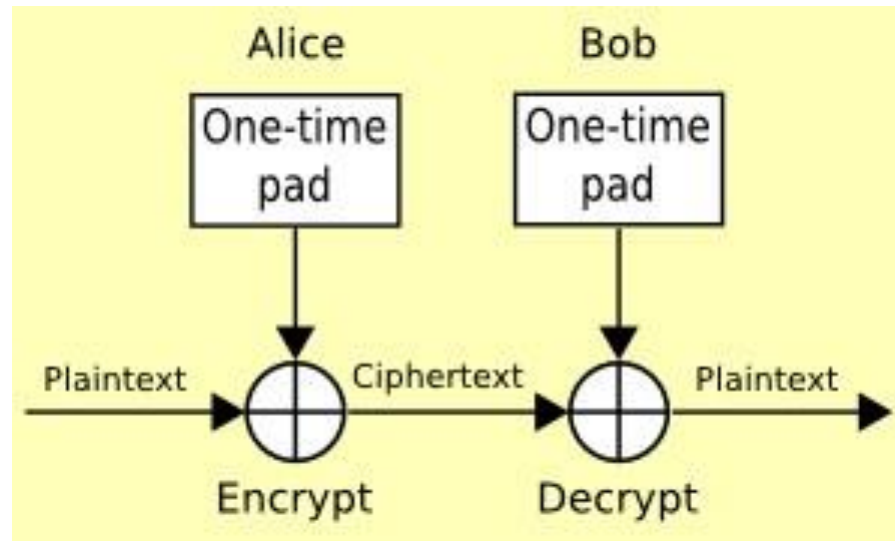 Alice
Bob
One-time
pad
One-time
pad
Plaintext
Ciphertext
Plaintext
Encrypt
Decrypt